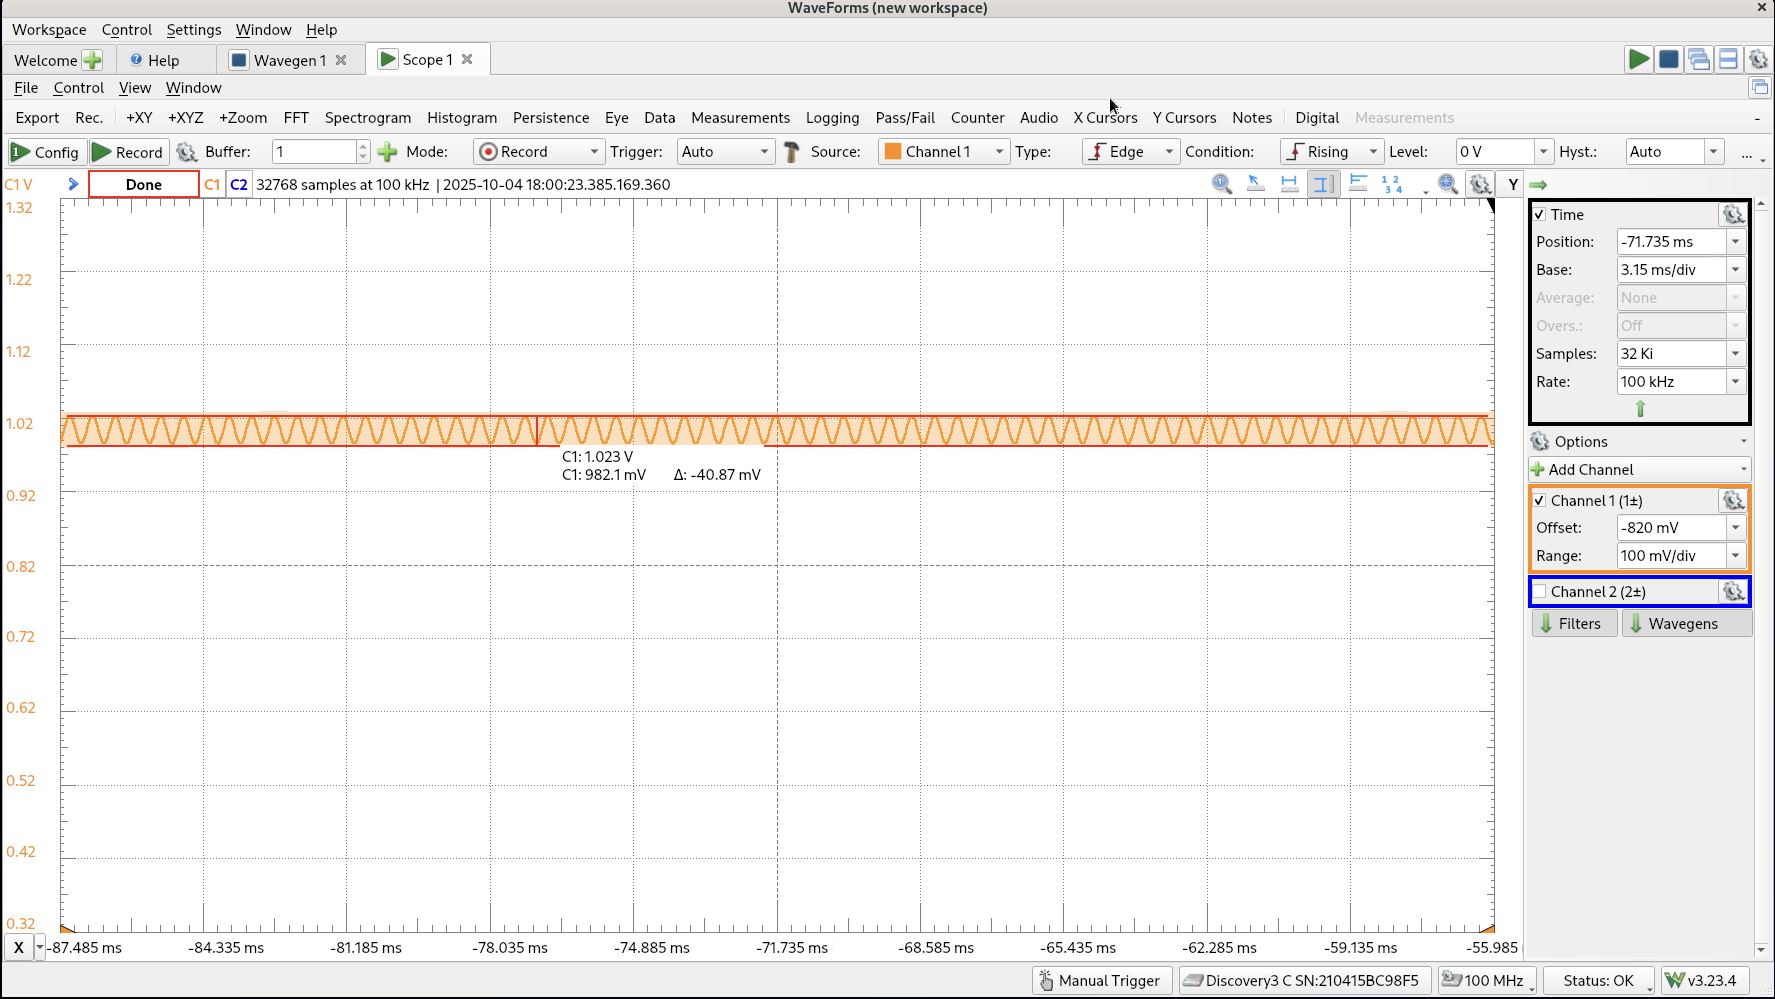 WaveForms (new workspace)
Workspace Control Settings Window Help
Welcome Help Wavegen 1 Scope 1
File Control View Window
Export Rec. +XY +XYZ +Zoom FFT Spectrogram Histogram Persistence Eye Data Measurements Logging Pass/Fail Counter Audio X Cursors Y Cursors Notes Digital Measurements
Config Record Buffer: 1 Mode: Record Trigger: Auto Source: Channel 1 Type: Edge Condition: Rising Level: 0 V Hyst.: Auto ...
C1 V Done C1 C2 32768 samples at 100 kHz | 2025-10-04 18:00:23.385.169.360 Y
1.32
1.22
1.12
1.02
0.92
0.82
0.72
0.62
0.52
0.42
0.32
C1: 1.023 V
C1: 982.1 mV Δ: -40.87 mV
X -87.485 ms -84.335 ms -81.185 ms -78.035 ms -74.885 ms -71.735 ms -68.585 ms -65.435 ms -62.285 ms -59.135 ms -55.985
Time
Position: -71.735 ms
Base: 3.15 ms/div
Average: None
Overs.: Off
Samples: 32 Ki
Rate: 100 kHz
Options
Add Channel
Channel 1 (1±)
Offset: -820 mV
Range: 100 mV/div
Channel 2 (2±)
Filters Wavegens
Manual Trigger Discovery3 C SN:210415BC98F5 100 MHz Status: OK v3.23.4